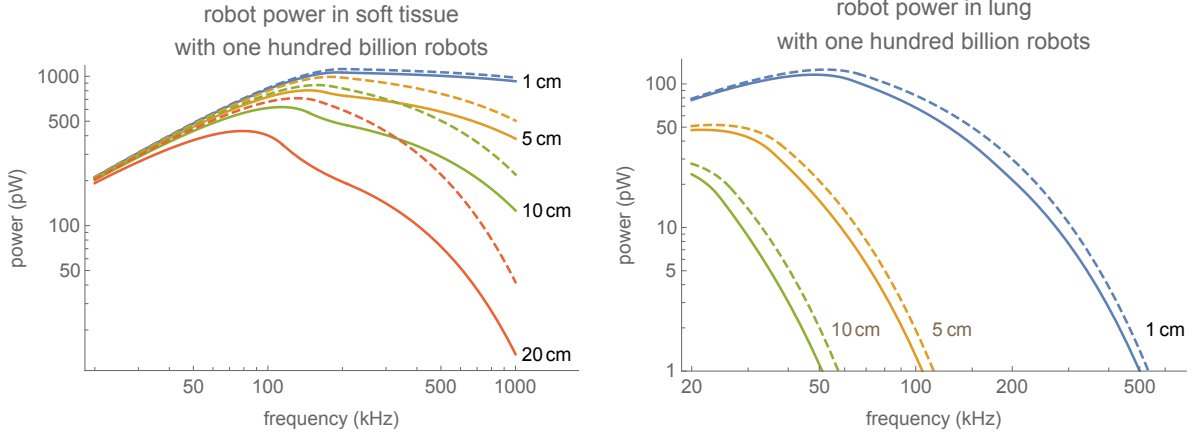 robot power in soft tissue
with one hundred billion robots
1000
500
100
50
power (pW)
50
100
500
1000
frequency (kHz)
1 cm
5 cm
10 cm
20 cm
robot power in lung
with one hundred billion robots
100
50
10
5
1
power (pW)
20
50
100
200
500
frequency (kHz)
10 cm
5 cm
1 cm